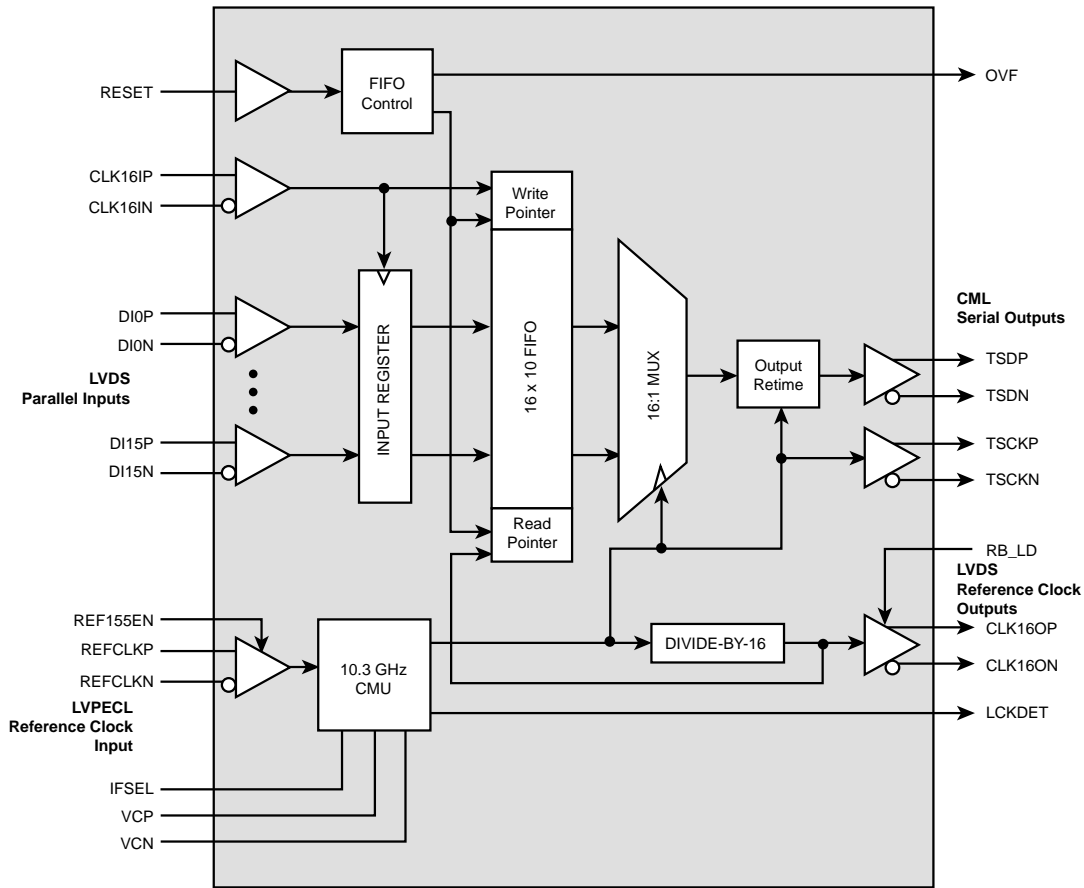 RESET
FIFO
Control
OVF
CLK16IP
CLK16IN
Write
Pointer
DI0P
DI0N
LVDS
Parallel Inputs
DI15P
DI15N
INPUT REGISTER
16 x 10 FIFO
16:1 MUX
Output
Retime
CML
Serial Outputs
TSDP
TSDN
TSCKP
TSCKN
Read
Pointer
RB_LD
LVDS
Reference Clock
Outputs
CLK16OP
CLK16ON
REF155EN
REFCLKP
REFCLKN
LVPECL
Reference Clock
Input
10.3 GHz
CMU
DIVIDE-BY-16
LCKDET
IFSEL
VCP
VCN